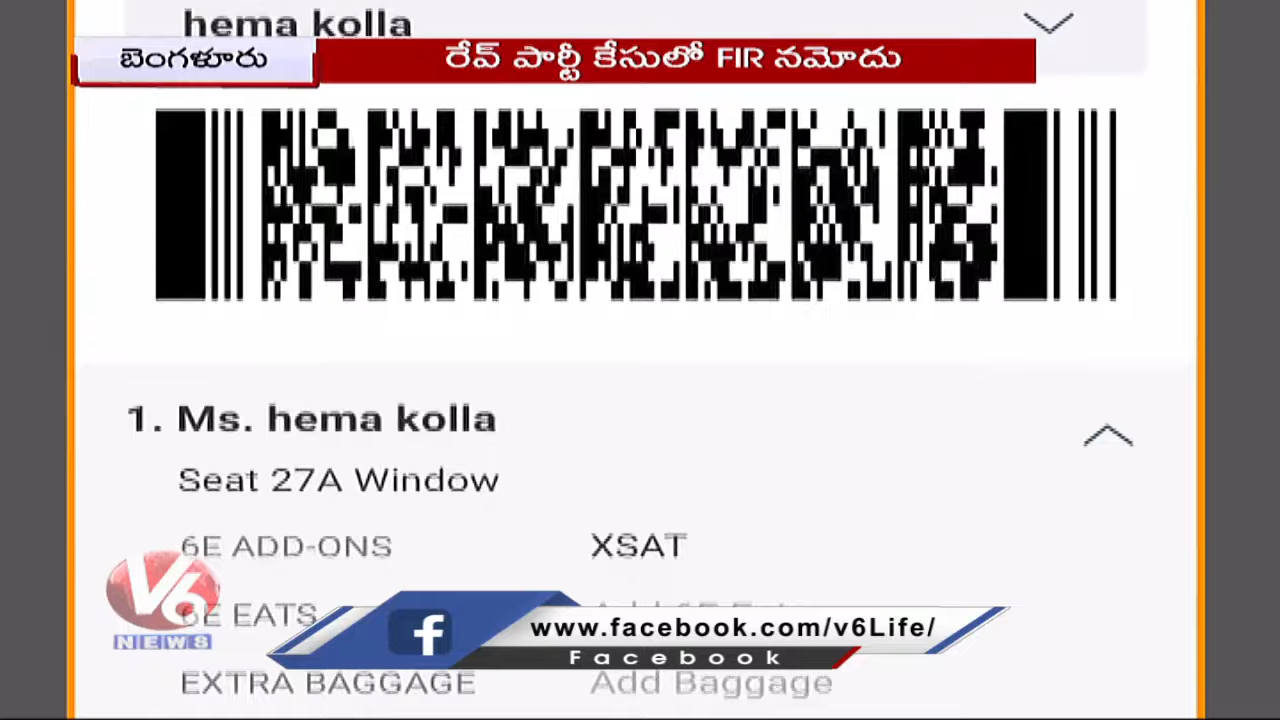 hema kolla
బెంగళూరు
రేవ్ పార్టీ కేసులో FIR నమోదు
1. Ms. hema kolla
Seat 27A Window
6E ADD-ONS XSAT
6E EATS
V6
NEWS
www.facebook.com/v6Life/
Facebook
EXTRA BAGGAGE Add Baggage